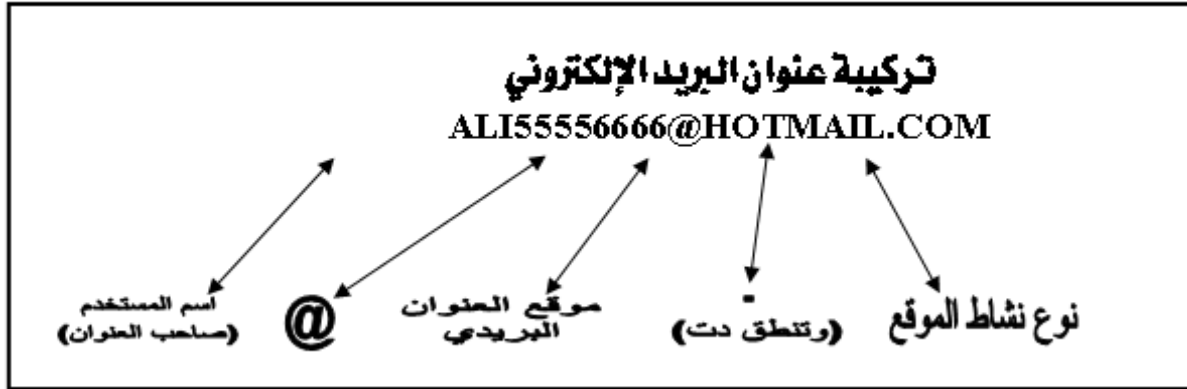 تركيبة عنوان البريد الإلكتروني
ALI55556666@HOTMAIL.COM
اسم المستخدم
(صاحب العنوان)
@
موقع العنوان
البريدي
.
(وتنطق دت)
نوع نشاط الموقع